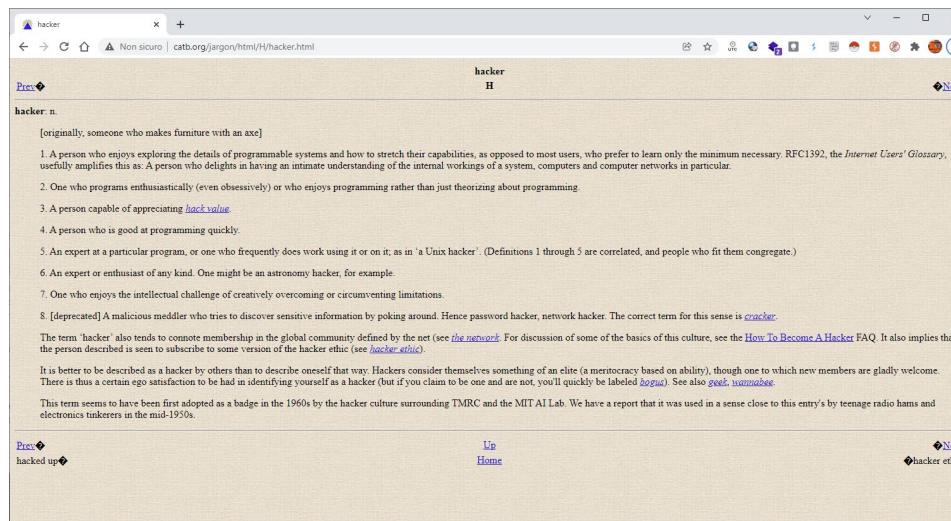 hacker
Non sicuro | catb.org/jargon/html/H/hacker.html
hacker
Prev� H �
hacker: n.
[originally, someone who makes furniture with an axe]
1. A person who enjoys exploring the details of programmable systems and how to stretch their capabilities, as opposed to most users, who prefer to learn only the minimum necessary. RFC1392, the Internet Users' Glossary,
usefully amplifies this as: A person who delights in having an intimate understanding of the internal workings of a system, computers and computer networks in particular.
2. One who programs enthusiastically (even obsessively) or who enjoys programming rather than just theorizing about programming.
3. A person capable of appreciating hack value.
4. A person who is good at programming quickly.
5. An expert at a particular program, or one who frequently does work using it or on it; as in ‘a Unix hacker’. (Definitions 1 through 5 are correlated, and people who fit them congregate.)
6. An expert or enthusiast of any kind. One might be an astronomy hacker, for example.
7. One who enjoys the intellectual challenge of creatively overcoming or circumventing limitations.
8. [deprecated] A malicious meddler who tries to discover sensitive information by poking around. Hence password hacker, network hacker. The correct term for this sense is cracker.
The term ‘hacker’ also tends to connote membership in the global community defined by the net (see the network. For discussion of some of the basics of this culture, see the How To Become A Hacker FAQ. It also implies tha
the person described is seen to subscribe to some version of the hacker ethic (see hacker ethic).
It is better to be described as a hacker by others than to describe oneself that way. Hackers consider themselves something of an elite (a meritocracy based on ability), though one to which new members are gladly welcome.
There is thus a certain ego satisfaction to be had in identifying yourself as a hacker (but if you claim to be one and are not, you'll quickly be labeled bogus). See also geek, wannabee.
This term seems to have been first adopted as a badge in the 1960s by the hacker culture surrounding TMRC and the MIT AI Lab. We have a report that it was used in a sense close to this entry's by teenage radio hams and
electronics tinkerers in the mid-1950s.
Prev� Up �
hacked up� Home �hacker et